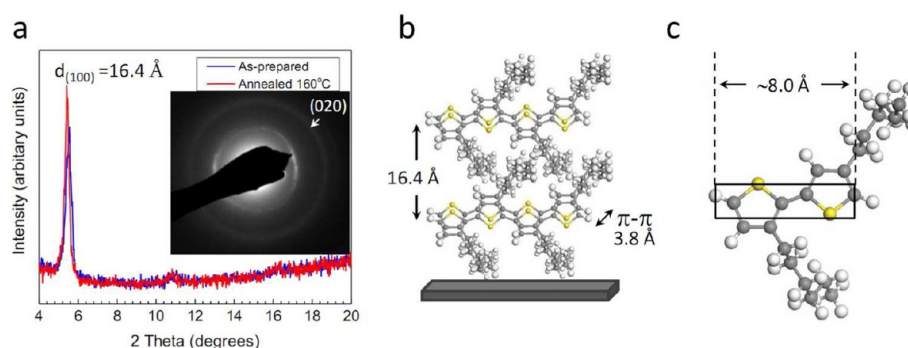 a
d(100) =16.4 Å
As-prepared
Annealed 160°C
(020)
Intensity (arbitary units)
4 6 8 10 12 14 16 18 20
2 Theta (degrees)
b
16.4 Å
π-π
3.8 Å
c
~8.0 Å